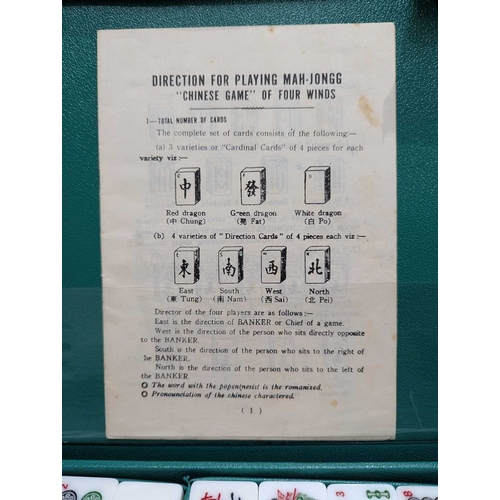 DIRECTION FOR PLAYING MAH-JONGG
"CHINESE GAME" OF FOUR WINDS
1—TOTAL NUMBER OF CARDS
The complete set of cards consists of the following:—
(a) 3 varieties or "Cardinal Cards" of 4 pieces for each
variety viz:—
中 發
Red dragon Green dragon White dragon
(中 Chung) (發 Fat) (白 Po)
(b) 4 varieties of "Direction Cards" of 4 pieces each viz:—
東 南 西 北
East South West North
(東 Tung) (南 Nam) (西 Sai) (北 Pei)
Director of the four players are as follows:—
East is the direction of BANKER or Chief of a game.
West is the direction of the person who sits directly opposite
to the BANKER.
South is the direction of the person who sits to the right of
the BANKER.
North is the direction of the person who sits to the left of
the BANKER.
The word with the papent(nesist is the romanized.
Pronounciation of the chinese charactered.
( 1 )